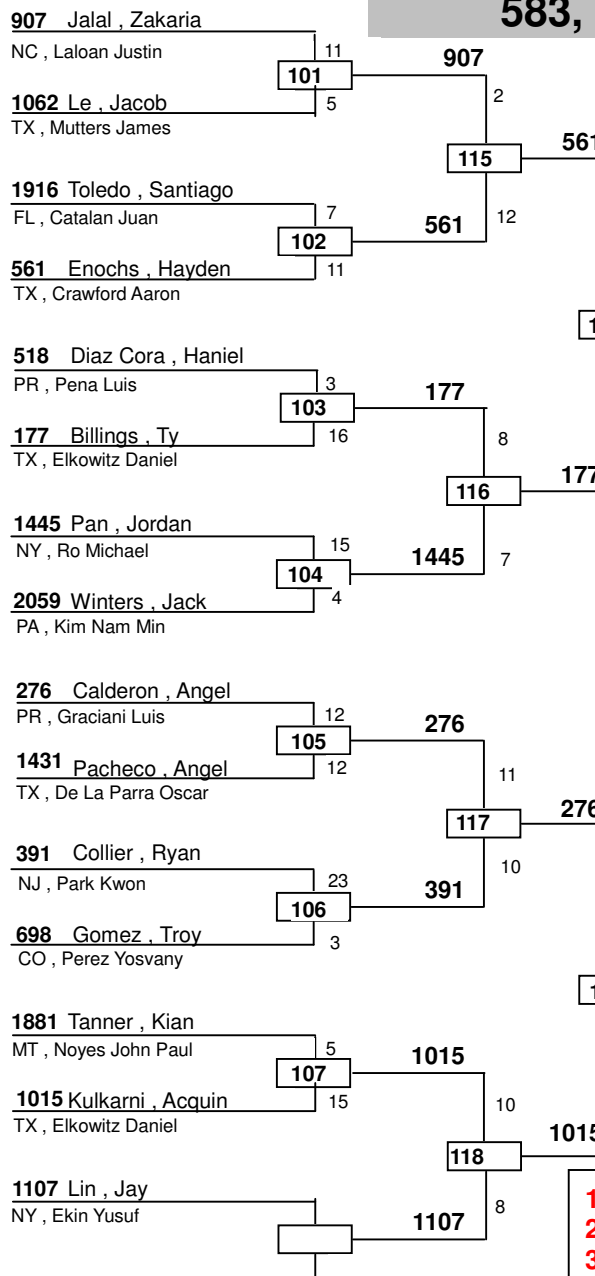 583,
907 Jalal , Zakaria
NC , Laloan Justin
11
101
907
1062 Le , Jacob
5
TX , Mutters James
2
115
561
1916 Toledo , Santiago
FL , Catalan Juan
7
102
561
12
561 Enochs , Hayden
11
TX , Crawford Aaron
1
518 Diaz Cora , Haniel
PR , Pena Luis
3
103
177
177 Billings , Ty
16
TX , Elkowitz Daniel
8
116
177
1445 Pan , Jordan
NY , Ro Michael
15
104
1445
7
2059 Winters , Jack
4
PA , Kim Nam Min
276 Calderon , Angel
PR , Graciani Luis
12
105
276
1431 Pacheco , Angel
12
TX , De La Parra Oscar
11
117
276
391 Collier , Ryan
NJ , Park Kwon
23
106
391
10
698 Gomez , Troy
3
CO , Perez Yosvany
1
1881 Tanner , Kian
MT , Noyes John Paul
5
107
1015
1015 Kulkarni , Acquin
15
TX , Elkowitz Daniel
10
118
1015
1107 Lin , Jay
NY , Ekin Yusuf
1107
8
1
2
3